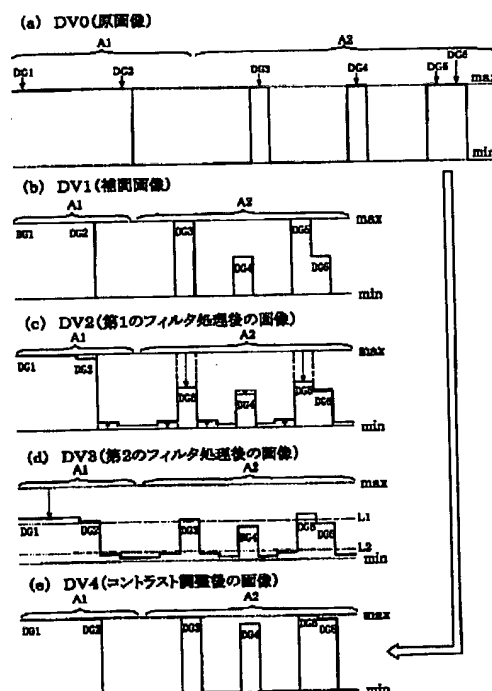 (a) DV0(原画像)
A1 A2
DG1 DG2 DG3 DG4 DG5 DG6
max
min
(b) DV1(補間画像)
A1 A2
DG1 DG2 DG3 DG4 DG5 DG6
max
min
(c) DV2(第1のフィルタ処理後の画像)
A1 A2
DG1 DG2 DG3 DG4 DG5 DG6
max
min
(d) DV3(第2のフィルタ処理後の画像)
A1 A2
max
DG1 DG2 DG3 DG4 DG5 DG6
L1
L2
min
(e) DV4(コントラスト調整後の画像)
A1 A2
DG1 DG2 DG3 DG4 DG5 DG6
max
min